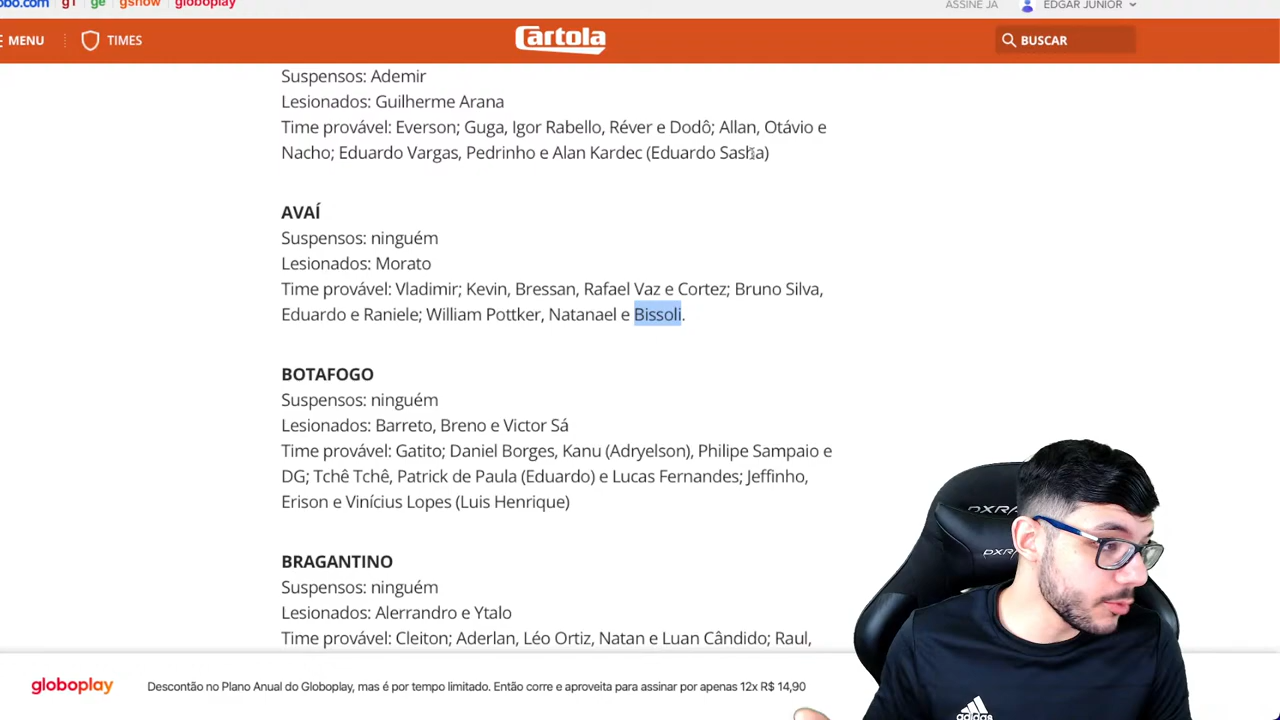 obo.com g1 ge gshow globoplay ASSINE JÁ EDGAR JUNIOR
MENU TIMES Cartola BUSCAR
Suspensos: Ademir
Lesionados: Guilherme Arana
Time provável: Everson; Guga, Igor Rabello, Réver e Dodô; Allan, Otávio e
Nacho; Eduardo Vargas, Pedrinho e Alan Kardec (Eduardo Sasha)
AVAÍ
Suspensos: ninguém
Lesionados: Morato
Time provável: Vladimir; Kevin, Bressan, Rafael Vaz e Cortez; Bruno Silva,
Eduardo e Raniele; William Pottker, Natanael e Bissoli.
BOTAFOGO
Suspensos: ninguém
Lesionados: Barreto, Breno e Victor Sá
Time provável: Gatito; Daniel Borges, Kanu (Adryelson), Philipe Sampaio e
DG; Tchê Tchê, Patrick de Paula (Eduardo) e Lucas Fernandes; Jeffinho,
Erison e Vinícius Lopes (Luis Henrique)
BRAGANTINO
Suspensos: ninguém
Lesionados: Alerrandro e Ytalo
Time provável: Cleiton; Aderlan, Léo Ortiz, Natan e Luan Cândido; Raul,
globoplay Descontão no Plano Anual do Globoplay, mas é por tempo limitado. Então corre e aproveita para assinar por apenas 12x R$ 14,90
DXRA
DXRA
adidas